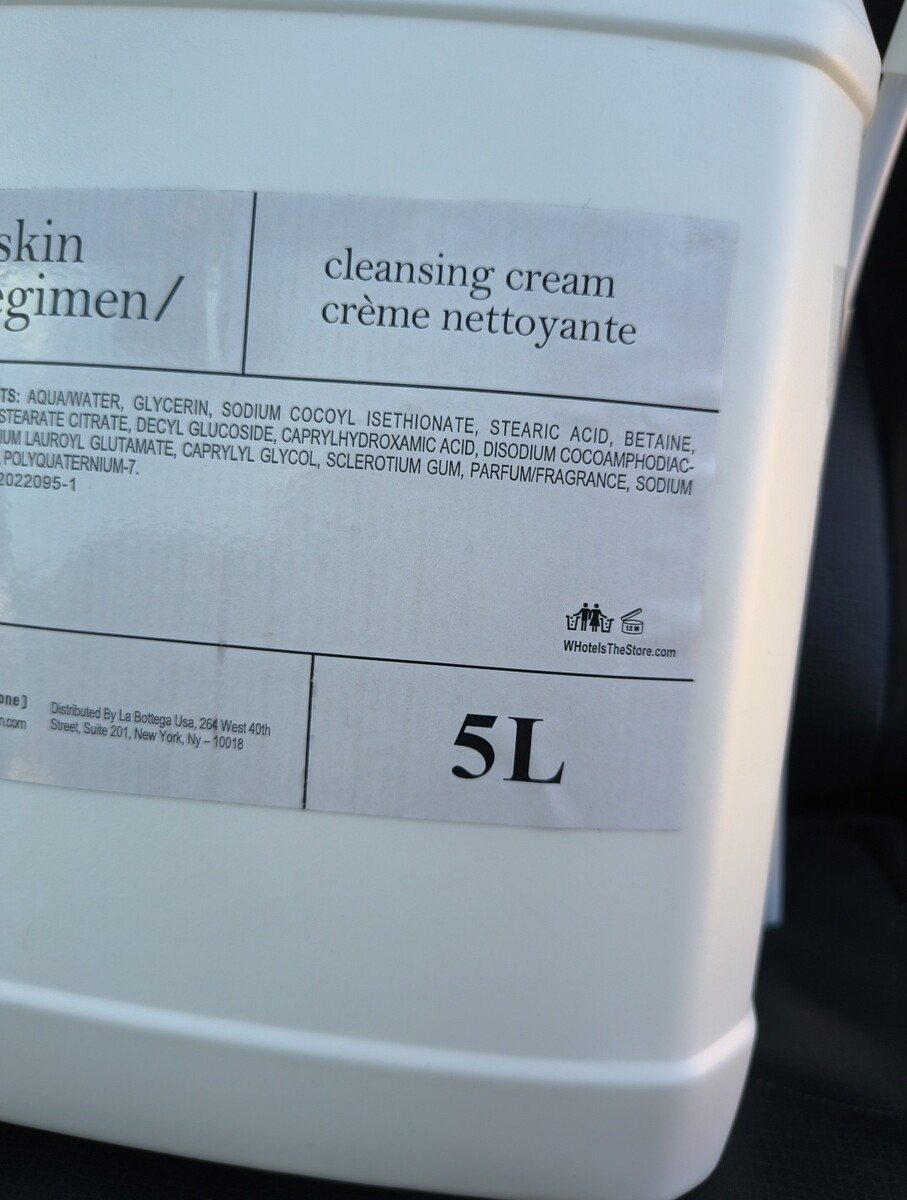 skin
egimen/
cleansing cream
crème nettoyante
TS: AQUA/WATER, GLYCERIN, SODIUM COCOYL ISETHIONATE, STEARIC ACID, BETAINE,
STEARATE CITRATE, DECYL GLUCOSIDE, CAPRYLHYDROXAMIC ACID, DISODIUM COCOAMPHODIAC-
IUM LAUROYL GLUTAMATE, CAPRYLYL GLYCOL, SCLEROTIUM GUM, PARFUM/FRAGRANCE, SODIUM
, POLYQUATERNIUM-7.
2022095-1
12 M
WHotelsTheStore.com
one]
n.com
Distributed By La Bottega Usa, 264 West 40th
Street, Suite 201, New York, Ny – 10018
5L